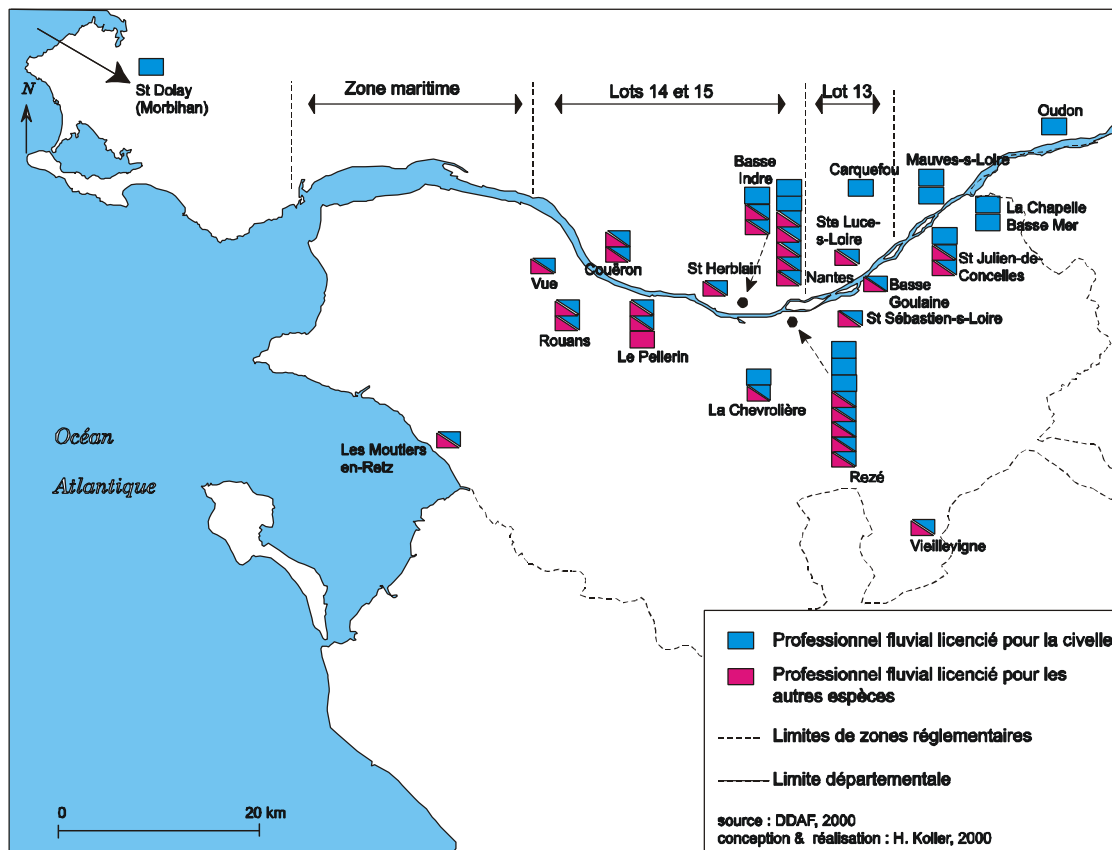 St Dolay
(Morbihan)
N
Zone maritime
Lots 14 et 15
Lot 13
Oudon
Basse
Indre
Carquefou
Mauves-s-Loire
La Chapelle
Basse Mer
Ste Luce-
s-Loire
St Julien-de-
Concelles
Couëron
Vue
St Herblain
Nantes
Basse
Goulaine
St Sébastien-s-Loire
Rouans
Le Pellerin
La Chevrolière
Rezé
Les Moutiers
en-Retz
Océan
Atlantique
Vieillevigne
Professionnel fluvial licencié pour la civelle
Professionnel fluvial licencié pour les
autres espèces
Limites de zones réglementaires
Limite départementale
source : DDAF, 2000
conception & réalisation : H. Koller, 2000
0
20 km